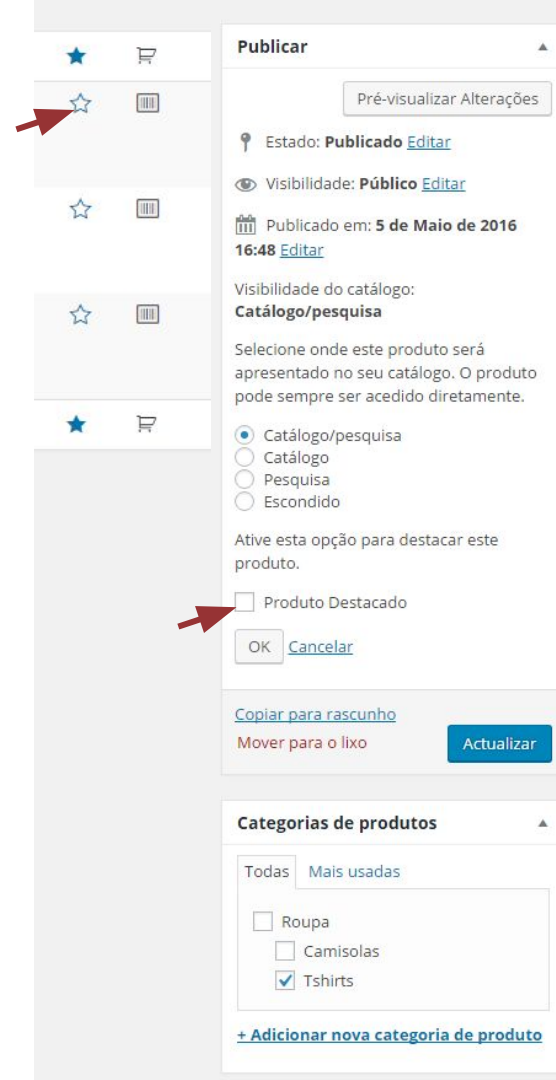 Publicar
Pré-visualizar Alterações
Estado: Publicado Editar
Visibilidade: Público Editar
Publicado em: 5 de Maio de 2016
16:48 Editar
Visibilidade do catálogo:
Catálogo/pesquisa
Selecione onde este produto será
apresentado no seu catálogo. O produto
pode sempre ser acedido diretamente.
Catálogo/pesquisa
Catálogo
Pesquisa
Escondido
Ative esta opção para destacar este
produto.
Produto Destacado
OK Cancelar
Copiar para rascunho
Mover para o lixo Actualizar
Categorias de produtos
Todas Mais usadas
Roupa
Camisolas
Tshirts
+ Adicionar nova categoria de produto